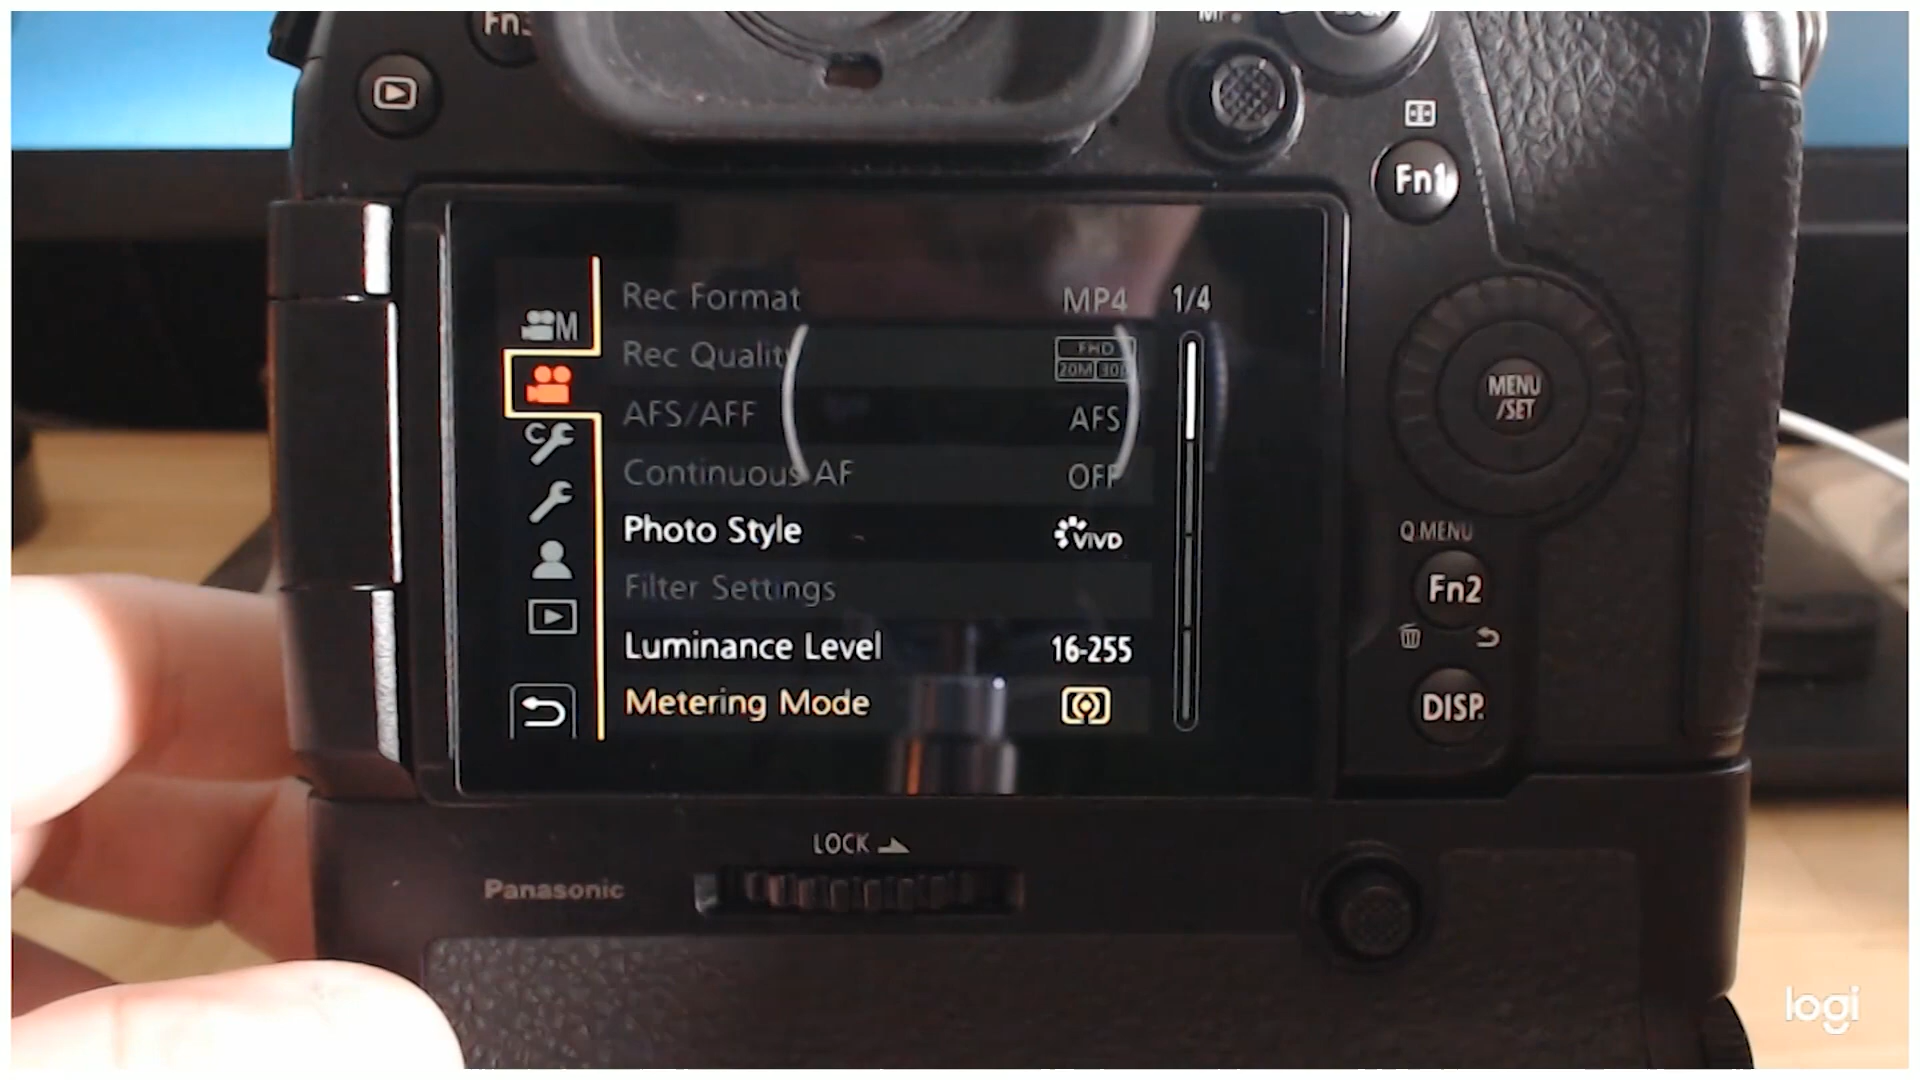 Fn1
M
Rec Format MP4 1/4
Rec Quality FHD
20M
AFS/AFF AFS
Continuous AF OFF
Photo Style VIVD
Filter Settings
Luminance Level 16-255
Metering Mode
MENU
/SET
Q.MENU
Fn2
DISP.
LOCK
Panasonic
logi